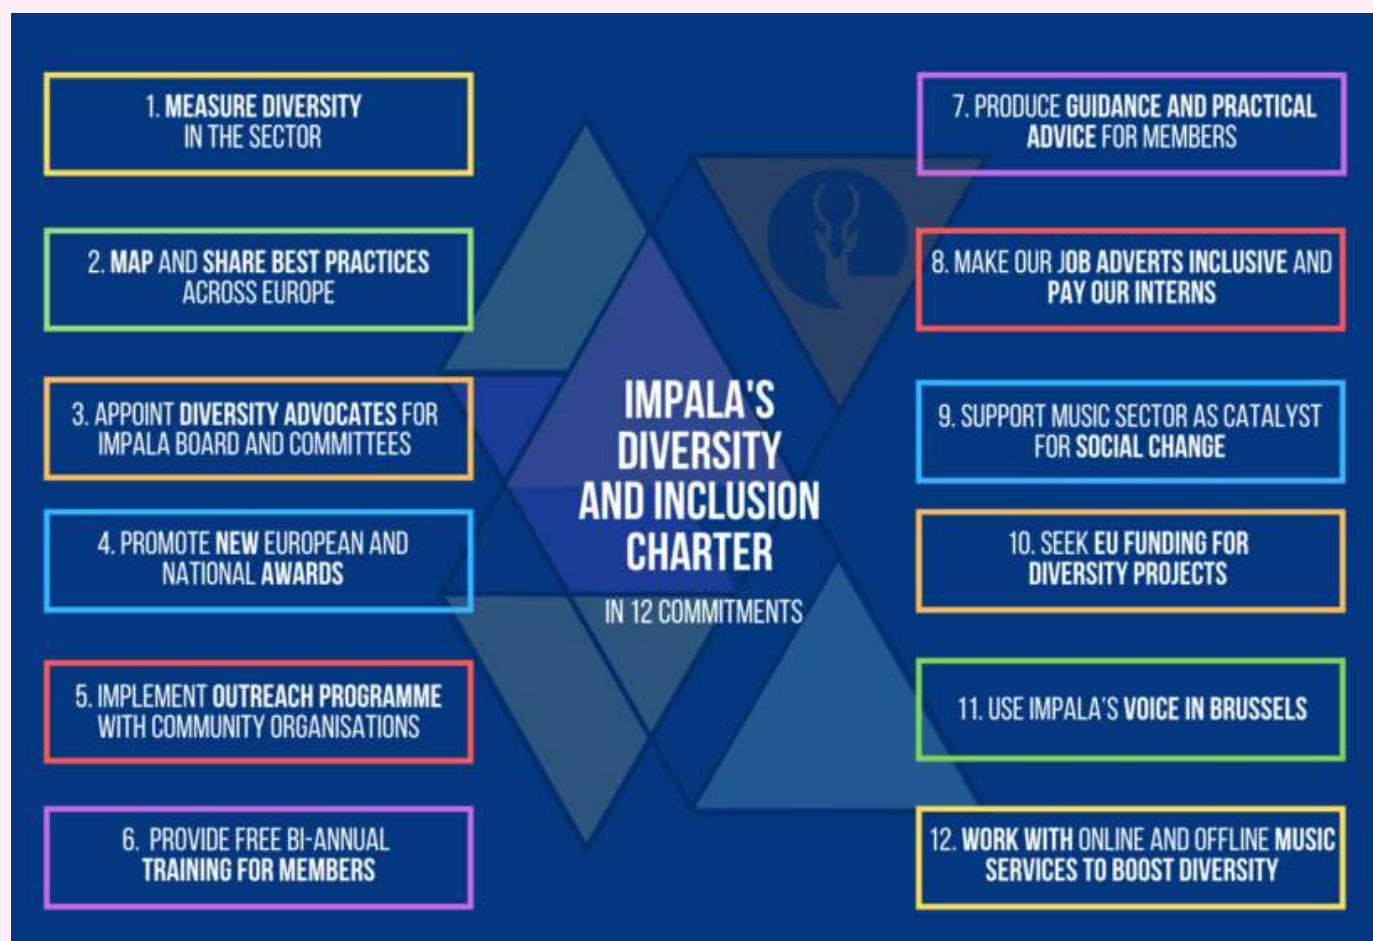 1. MEASURE DIVERSITY
IN THE SECTOR
2. MAP AND SHARE BEST PRACTICES
ACROSS EUROPE
3. APPOINT DIVERSITY ADVOCATES FOR
IMPALA BOARD AND COMMITTEES
4. PROMOTE NEW EUROPEAN AND
NATIONAL AWARDS
5. IMPLEMENT OUTREACH PROGRAMME
WITH COMMUNITY ORGANISATIONS
6. PROVIDE FREE BI-ANNUAL
TRAINING FOR MEMBERS
IMPALA'S
DIVERSITY
AND INCLUSION
CHARTER
IN 12 COMMITMENTS
7. PRODUCE GUIDANCE AND PRACTICAL
ADVICE FOR MEMBERS
8. MAKE OUR JOB ADVERTS INCLUSIVE AND
PAY OUR INTERNS
9. SUPPORT MUSIC SECTOR AS CATALYST
FOR SOCIAL CHANGE
10. SEEK EU FUNDING FOR
DIVERSITY PROJECTS
11. USE IMPALA'S VOICE IN BRUSSELS
12. WORK WITH ONLINE AND OFFLINE MUSIC
SERVICES TO BOOST DIVERSITY